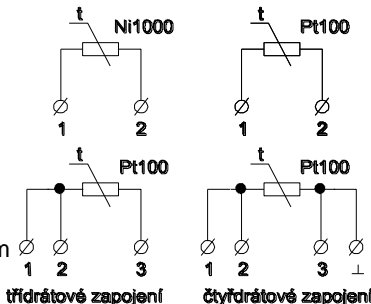 t
Ni1000
t
Pt100
1 2
1 2
t
Pt100
t
Pt100
m
1 2 3
1 2 3 ⊥
třídrátové zapojení
čtyřdrátové zapojení